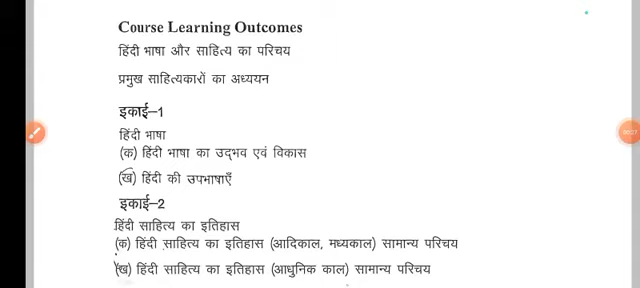 Course Learning Outcomes
हिंदी भाषा और साहित्य का परिचय
प्रमुख साहित्यकारों का अध्ययन
इकाई–1
हिंदी भाषा
(क) हिंदी भाषा का उद्भव एवं विकास
(ख) हिंदी की उपभाषाएँ
इकाई–2
हिंदी साहित्य का इतिहास
(क) हिंदी साहित्य का इतिहास (आदिकाल, मध्यकाल) सामान्य परिचय
(ख) हिंदी साहित्य का इतिहास (आधुनिक काल) सामान्य परिचय